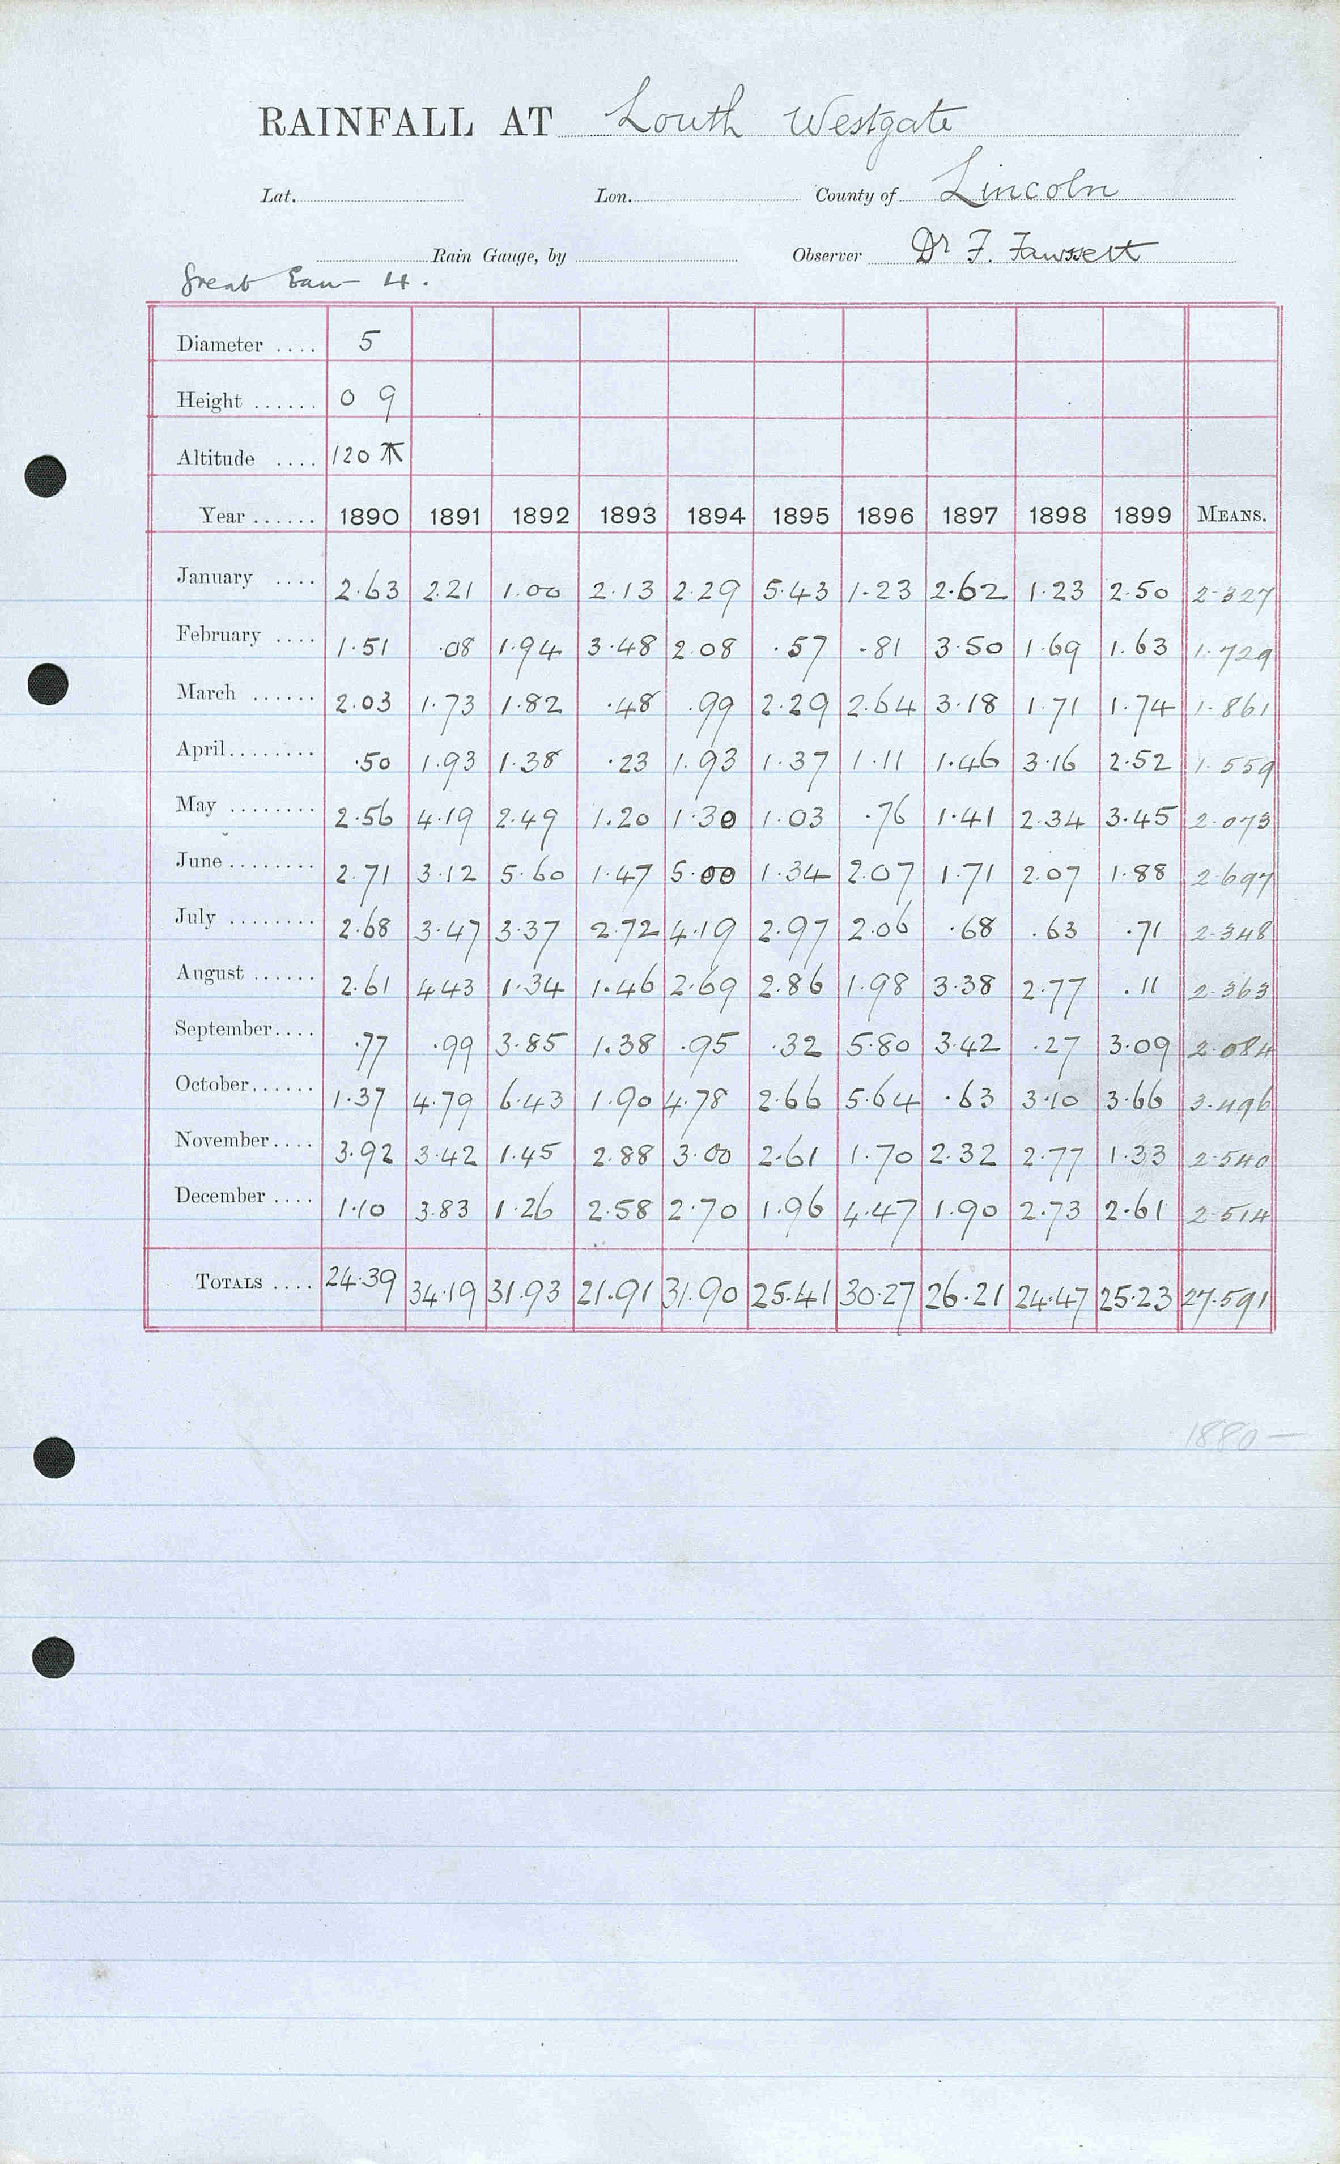 RAINFALL AT Louth Westgate
Lat. Lon. County of Lincoln
Rain Gauge, by Observer Dr F. Fawssett
Great Eau 4.
Diameter .... 5
Height ...... 0 9
Altitude .... 120
Year ...... 1890 1891 1892 1893 1894 1895 1896 1897 1898 1899 MEANS.
January .... 2.63 2.21 1.00 2.13 2.29 5.43 1.23 2.62 1.23 2.50 2.327
February .... 1.51 .08 1.94 3.48 2.08 .57 .81 3.50 1.69 1.63 1.729
March ...... 2.03 1.73 1.82 .48 .99 2.29 2.64 3.18 1.71 1.74 1.861
April........ .50 1.93 1.38 .23 1.93 1.37 1.11 1.46 3.16 2.52 1.559
May ........ 2.56 4.19 2.49 1.20 1.30 1.03 .76 1.41 2.34 3.45 2.073
June........ 2.71 3.12 5.60 1.47 5.00 1.34 2.07 1.71 2.07 1.88 2.697
July ........ 2.68 3.47 3.37 2.72 4.19 2.97 2.06 .68 .63 .71 2.348
August ...... 2.61 4.43 1.34 1.46 2.69 2.86 1.98 3.38 2.77 .11 2.363
September.... .77 .99 3.85 1.38 .95 .32 5.80 3.42 .27 3.09 2.084
October...... 1.37 4.79 6.43 1.90 4.78 2.66 5.64 .63 3.10 3.66 3.496
November.... 3.92 3.42 1.45 2.88 3.00 2.61 1.70 2.32 2.77 1.33 2.540
December .... 1.10 3.83 1.26 2.58 2.70 1.96 4.47 1.90 2.73 2.61 2.514
TOTALS .... 24.39 34.19 31.93 21.91 31.90 25.41 30.27 26.21 24.47 25.23 27.591
1880 —